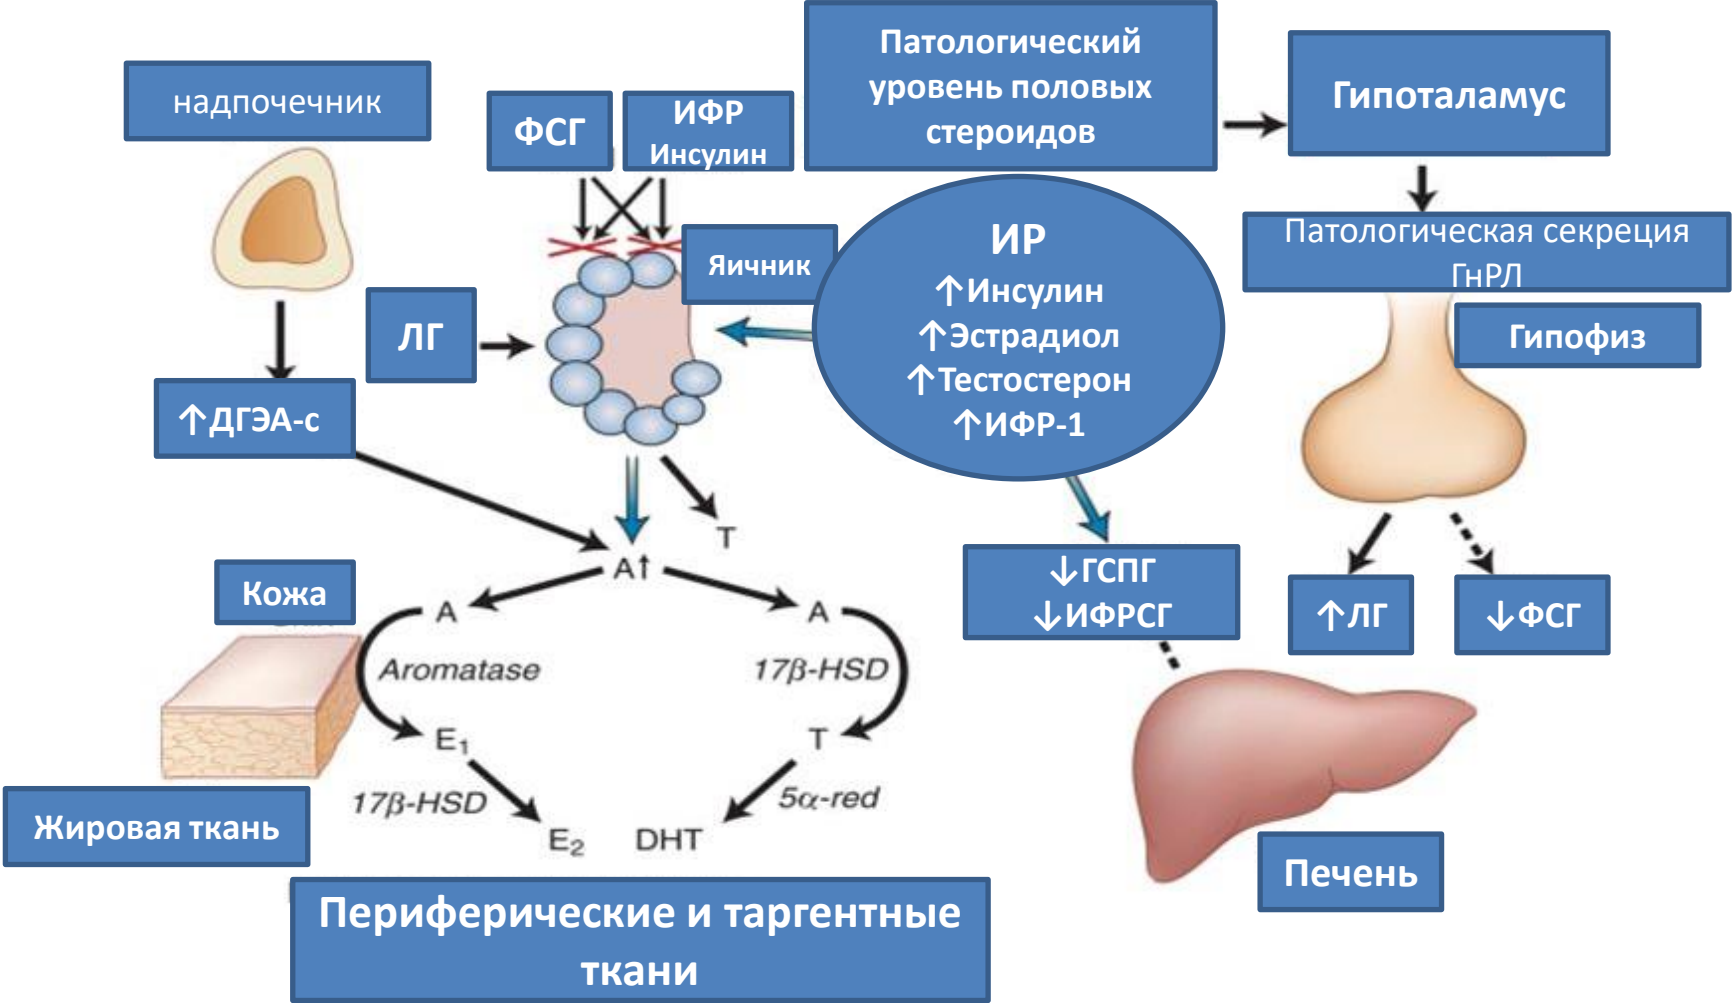 Патологический
уровень половых
стероидов
Гипоталамус
надпочечник
ФСГ
ИФР
Инсулин
Патологическая секреция
ГнРЛ
Яичник
ИР
↑Инсулин
↑Эстрадиол
↑Тестостерон
↑ИФР-1
Гипофиз
ЛГ
↑ДГЭА-с
T
A↑
↓ГСПГ
↓ИФРСГ
↑ЛГ
↓ФСГ
Кожа
A
A
Aromatase
17β-HSD
E₁
T
17β-HSD
5α-red
Жировая ткань
E₂
DHT
Печень
Периферические и таргентные
ткани